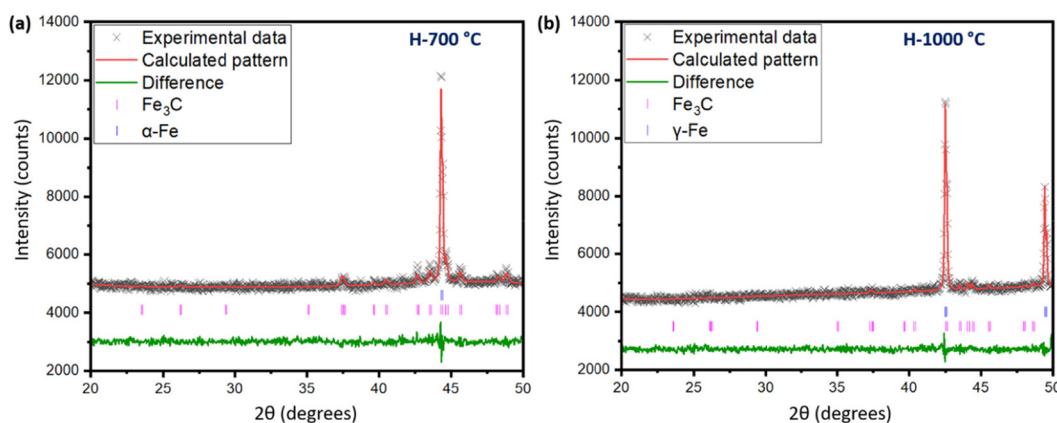 (a)
14000
12000
10000
8000
6000
4000
2000
Intensity (counts)
Experimental data
Calculated pattern
Difference
Fe₃C
α-Fe
H-700 °C
20 25 30 35 40 45 50
2θ (degrees)
(b)
14000
12000
10000
8000
6000
4000
2000
Intensity (counts)
Experimental data
Calculated pattern
Difference
Fe₃C
γ-Fe
H-1000 °C
20 25 30 35 40 45 50
2θ (degrees)